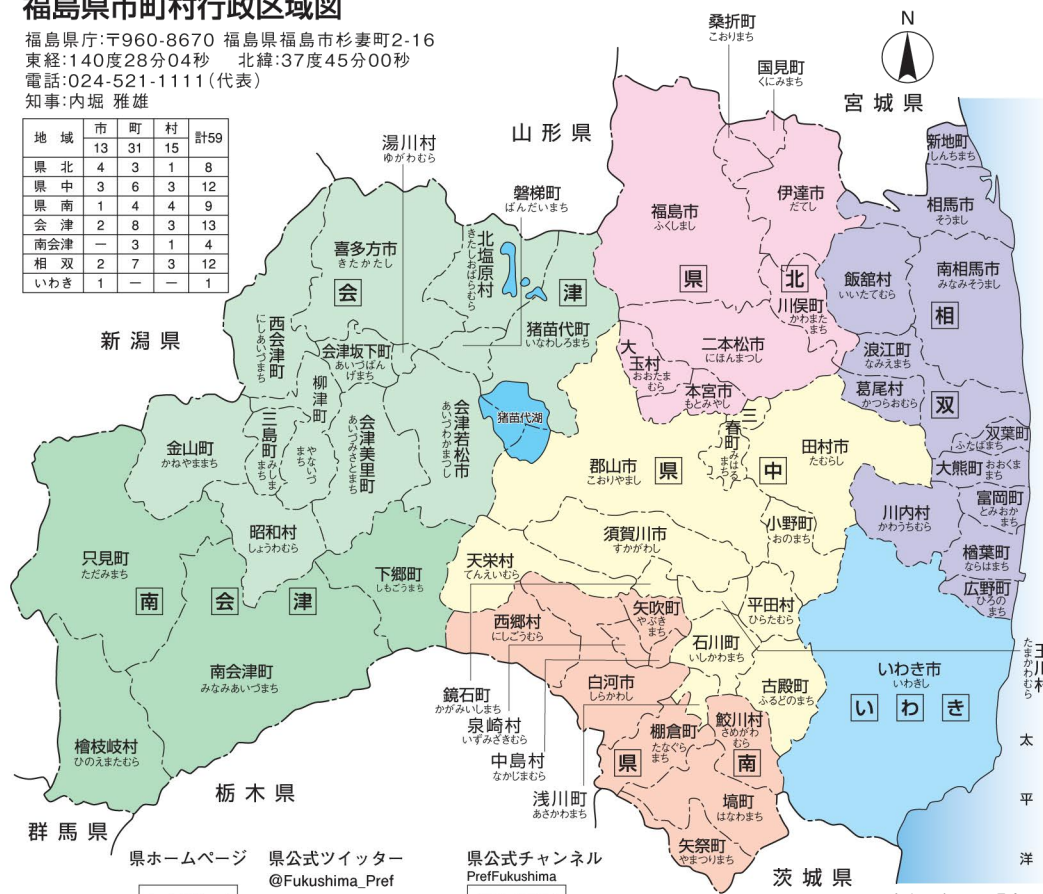 福島県市町村行政区域図
福島県庁:〒960-8670 福島県福島市杉妻町2-16
東経:140度28分04秒 北緯:37度45分00秒
電話:024-521-1111(代表)
知事:内堀 雅雄
地域 市 町 村 計59
13 31 15
県北 4 3 1 8
県中 3 6 3 12
県南 1 4 4 9
会津 2 8 3 13
南会津 — 3 1 4
相双 2 7 3 12
いわき 1 — — 1
N
桑折町
こおりまち
国見町
くにみまち
宮城県
山形県
新潟県
湯川村
ゆがわむら
磐梯町
ばんだいまち
新地町
しんちまち
相馬市
そうまし
南相馬市
みなみそうまし
飯舘村
いいたてむら
相
双
伊達市
だてし
福島市
ふくしまし
県
北
川俣町
かわまた
まち
二本松市
にほんまつし
大
玉村
おおたま
むら
本宮市
もとみやし
喜多方市
きたかたし
会
津
北塩原村
きたしおばらむら
猪苗代町
いなわしろまち
猪苗代湖
西会津町
にしあいづまち
会津坂下町
あいづばん
げまち
柳津町
やないづ
まち
三島町
みしま
まち
会津美里町
あいづみさとまち
会津若松市
あいづわかまつし
金山町
かねやままち
昭和村
しょうわむら
浪江町
なみえまち
葛尾村
かつらおむら
双葉町
ふたばまち
大熊町
おおくま
まち
富岡町
とみおか
まち
川内村
かわうちむら
楢葉町
ならはまち
広野町
ひろの
まち
三
春町
みはる
まち
田村市
たむらし
郡山市
こおりやまし
県
中
小野町
おのまち
須賀川市
すかがわし
天栄村
てんえいむら
平田村
ひらたむら
石川町
いしかわまち
古殿町
ふるどのまち
玉川村
たまかわむら
只見町
ただみまち
下郷町
しもごうまち
南
会
津
南会津町
みなみあいづまち
檜枝岐村
ひのえまたむら
西郷村
にしごうむら
矢吹町
やぶき
まち
白河市
しらかわし
鏡石町
かがみいしまち
泉崎村
いずみざきむら
中島村
なかじまむら
浅川町
あさかわまち
棚倉町
たなぐら
まち
鮫川村
さめがわ
むら
県
南
塙町
はなわまち
矢祭町
やまつりまち
いわき市
いわきし
い
わ
き
太
平
洋
栃木県
群馬県
茨城県
県ホームページ
県公式ツイッター
@Fukushima_Pref
県公式チャンネル
PrefFukushima